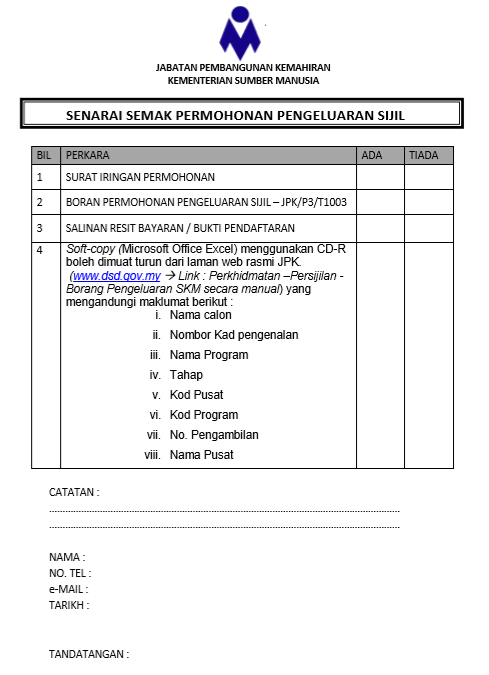 JABATAN PEMBANGUNAN KEMAHIRAN
KEMENTERIAN SUMBER MANUSIA
SENARAI SEMAK PERMOHONAN PENGELUARAN SIJIL
BIL PERKARA ADA TIADA
1 SURAT IRINGAN PERMOHONAN
2 BORAN PERMOHONAN PENGELUARAN SIJIL – JPK/P3/T1003
3 SALINAN RESIT BAYARAN / BUKTI PENDAFTARAN
4 Soft-copy (Microsoft Office Excel) menggunakan CD-R
boleh dimuat turun dari laman web rasmi JPK.
(www.dsd.gov.my → Link : Perkhidmatan –Persijilan -
Borang Pengeluaran SKM secara manual) yang
mengandungi maklumat berikut :
i. Nama calon
ii. Nombor Kad pengenalan
iii. Nama Program
iv. Tahap
v. Kod Pusat
vi. Kod Program
vii. No. Pengambilan
viii. Nama Pusat
CATATAN :
NAMA :
NO. TEL :
e-MAIL :
TARIKH :
TANDATANGAN :